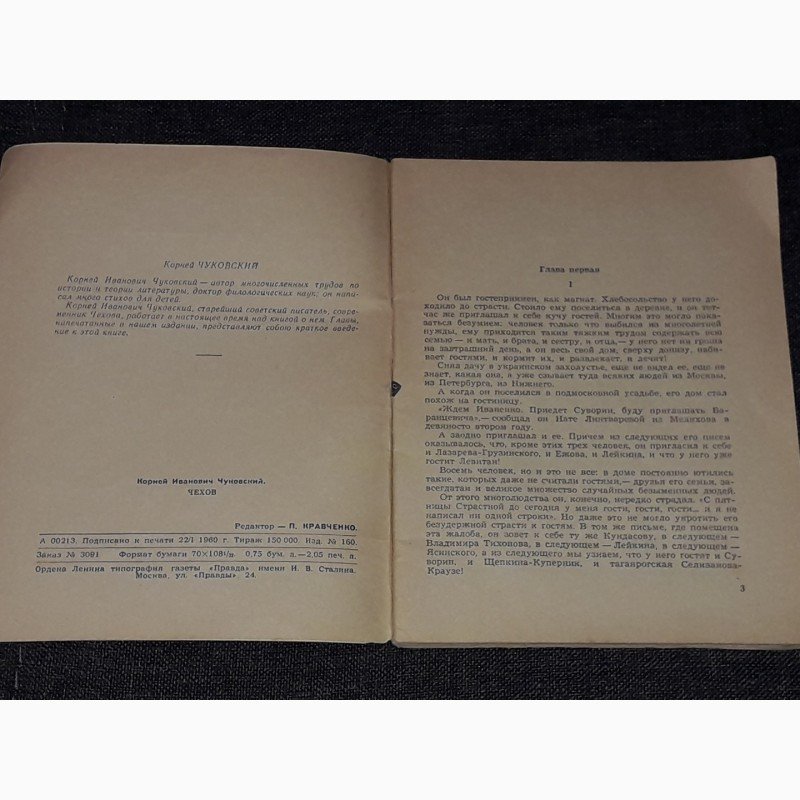 Корней ЧУКОВСКИЙ
Корней Иванович Чуковский — автор многочисленных трудов по
истории и теории литературы, доктор филологических наук; он напи-
сал много стихов для детей.
Корней Иванович Чуковский, старейший советский писатель, совре-
менник Чехова, работает в настоящее время над книгой о нем. Главы,
напечатанные в нашем издании, представляют собою краткое введе-
ние к этой книге.
Корней Иванович Чуковский.
ЧЕХОВ
Редактор — П. КРАВЧЕНКО.
А 00213. Подписано к печати 22/I 1960 г. Тираж 150 000. Изд. № 160.
Заказ № 3091. Формат бумаги 70×108¹/₃₂. 0,75 бум. л.—2,05 печ. л.
Ордена Ленина типография газеты «Правда» имени И. В. Сталина.
Москва, ул. «Правды», 24.
Глава первая
1
Он был гостеприимен, как магнат. Хлебосольство у него до-
ходило до страсти. Стоило ему поселиться в деревне, и он тот-
час же приглашал к себе кучу гостей. Многим это могло пока-
заться безумием: человек только что выбился из многолетней
нужды, ему приходится таким тяжким трудом содержать всю
семью — и мать, и брата, и сестру, и отца,— у него нет ни гроша
на завтрашний день, а он весь свой дом, сверху донизу, наби-
вает гостями, и кормит их, и развлекает, и лечит!
Снял дачу в украинском захолустье, еще не видел ее, еще не
знает, какая она, а уже сзывает туда всяких людей из Москвы,
из Петербурга, из Нижнего.
А когда он поселился в подмосковной усадьбе, его дом стал
похож на гостиницу.
«Ждем Иваненко. Приедет Суворин, буду приглашать Ба-
ранцевича»,— сообщал он Нате Линтваревой из Мелихова в
девяносто втором году.
А заодно приглашал и ее. Причем из следующих его писем
оказывалось, что, кроме этих трех человек, он пригласил к себе
и Лазарева-Грузинского, и Ежова, и Лейкина, и что у него уже
гостит Левитан!
Восемь человек, но и это не все: в доме постоянно ютились
такие, которых даже не считали гостями,— друзья его семьи, за-
всегдатаи и великое множество случайных безыменных людей.
От этого многолюдства он, конечно, нередко страдал. «С пят-
ницы Страстной до сегодня у меня гости, гости, гости... и я не
написал ни одной строки». Но даже это не могло укротить его
безудержной страсти к гостям. В том же письме, где помещена
эта жалоба, он зовет к себе ту же Кундасову, в следующем —
Владимира Тихонова, в следующем — Лейкина, в следующем —
Ясинского, а из следующего мы узнаем, что у него гостят и Су-
ворин, и Щепкина-Куперник, и таганрогская Селиванова-
Краузе!
3